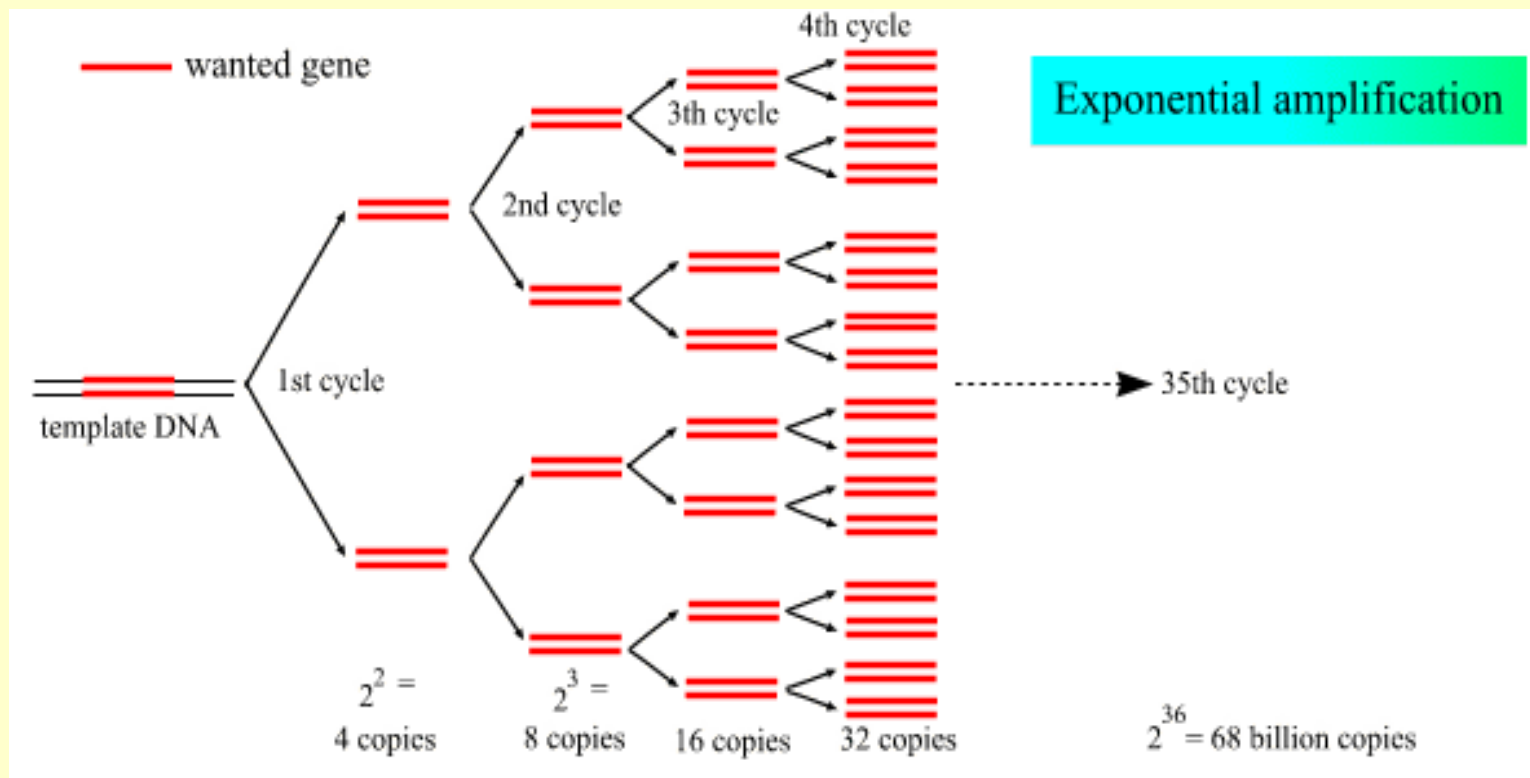 4th cycle
wanted gene
Exponential amplification
3th cycle
2nd cycle
1st cycle
35th cycle
template DNA
2^2 =
4 copies
2^3 =
8 copies
16 copies
32 copies
2^36 = 68 billion copies